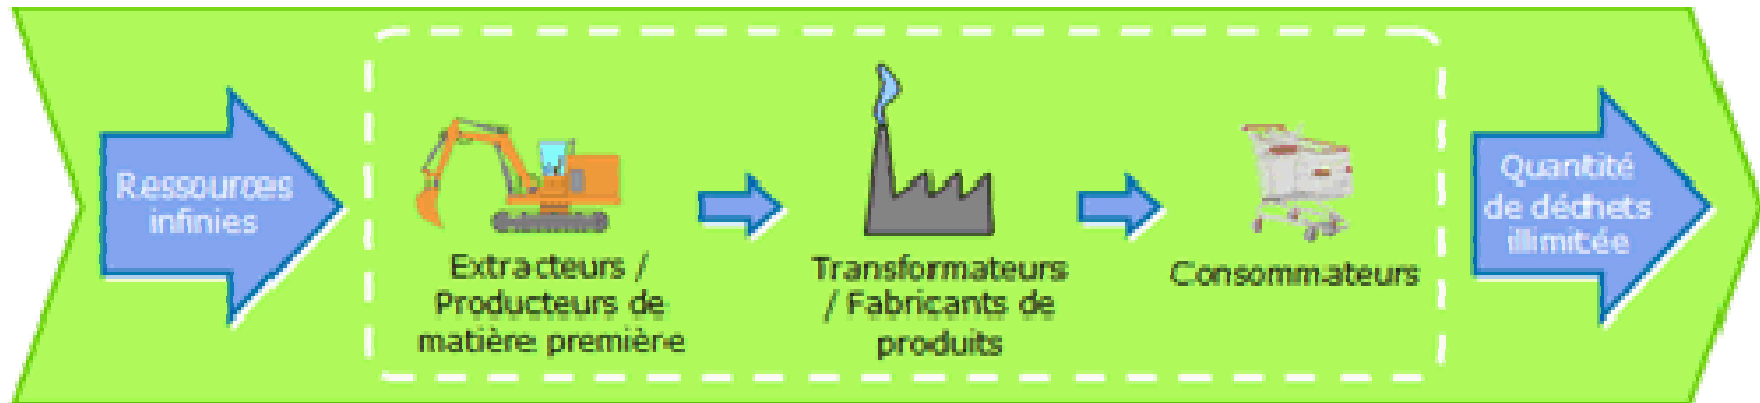 Ressources
infinies
Extracteurs /
Producteurs de
matière première
Transformateurs
/ Fabricants de
produits
Consommateurs
Quantité
de déchets
illimitée